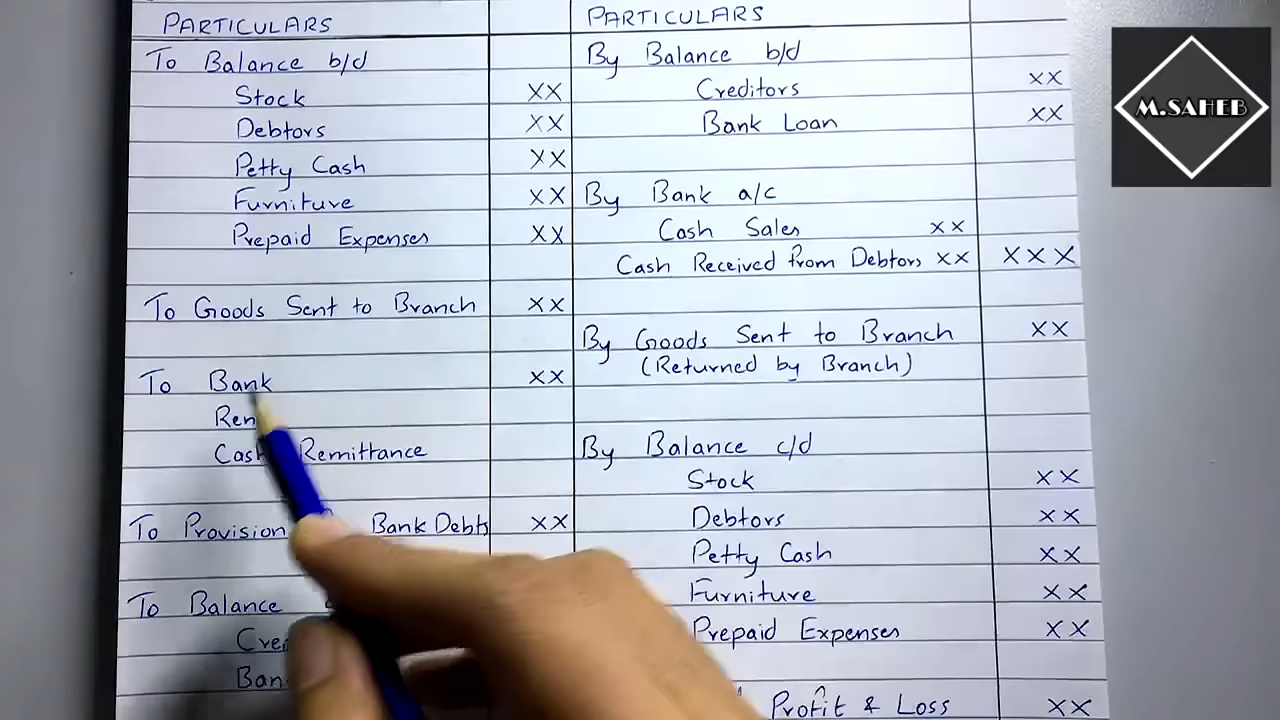 PARTICULARS
To Balance b/d
Stock XX
Debtors XX
Petty Cash XX
Furniture XX
Prepaid Expenses XX
To Goods Sent to Branch XX
To Bank XX
Ren
Cash Remittance
To Provision Bank Debts XX
To Balance
Cre
Ban
PARTICULARS
By Balance b/d
Creditors XX
Bank Loan XX
By Bank a/c
Cash Sales XX
Cash Received from Debtors XX XXX
By Goods Sent to Branch XX
(Returned by Branch)
By Balance c/d
Stock XX
Debtors XX
Petty Cash XX
Furniture XX
Prepaid Expenses XX
Profit & Loss XX
M.SAHEB